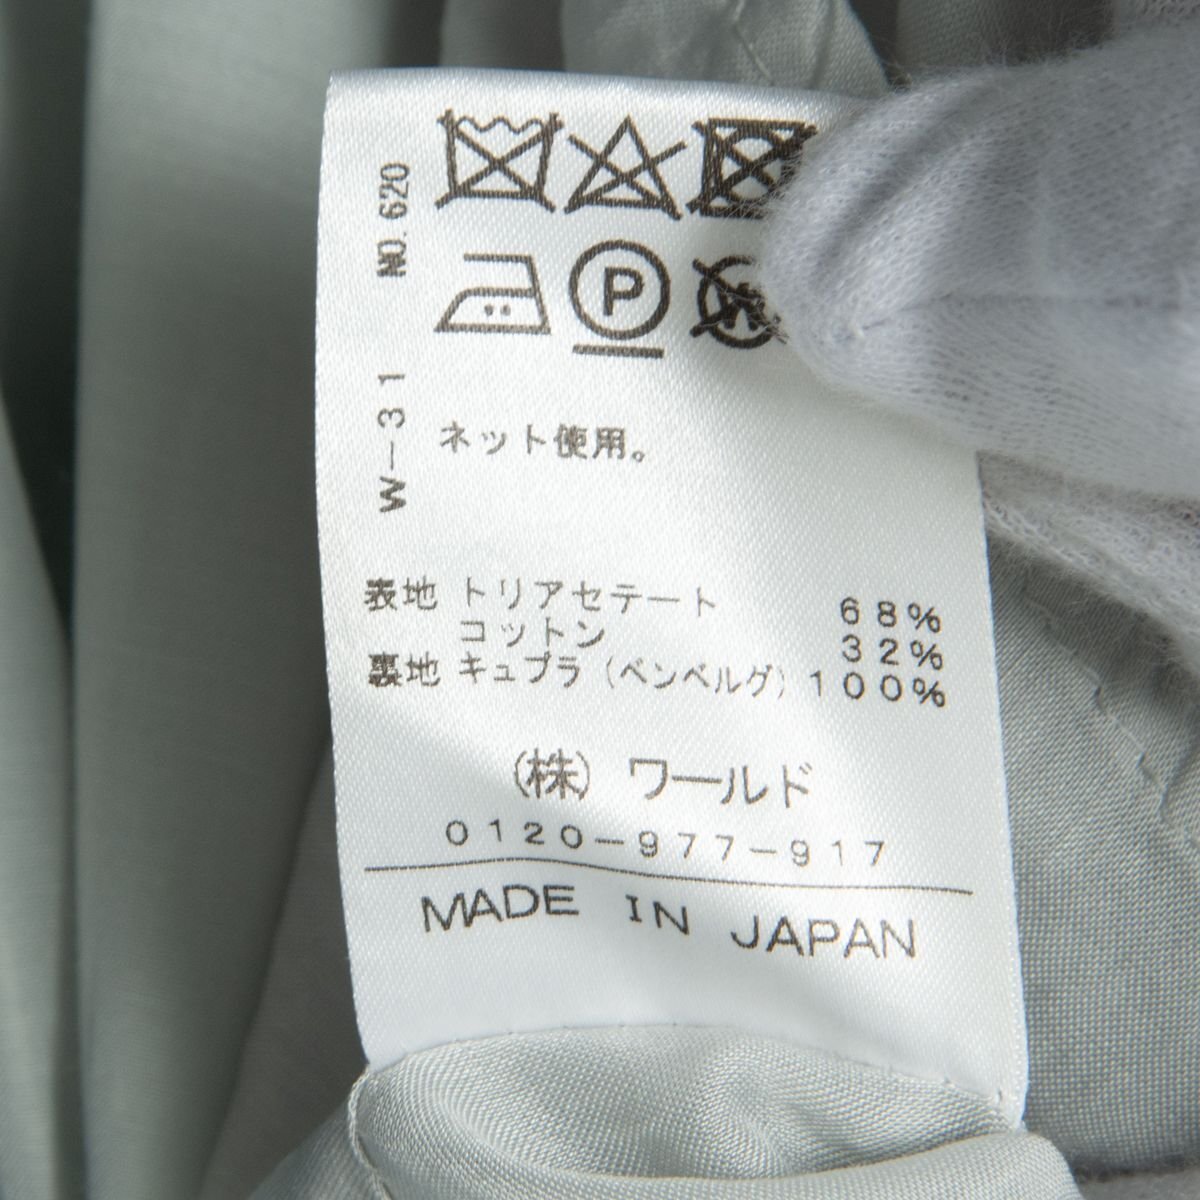 NO. 620
W-31
P
ネット使用。
表地 トリアセテート 68%
コットン 32%
裏地 キュプラ (ベンベルグ) 100%
(株) ワールド
0120-977-917
MADE IN JAPAN